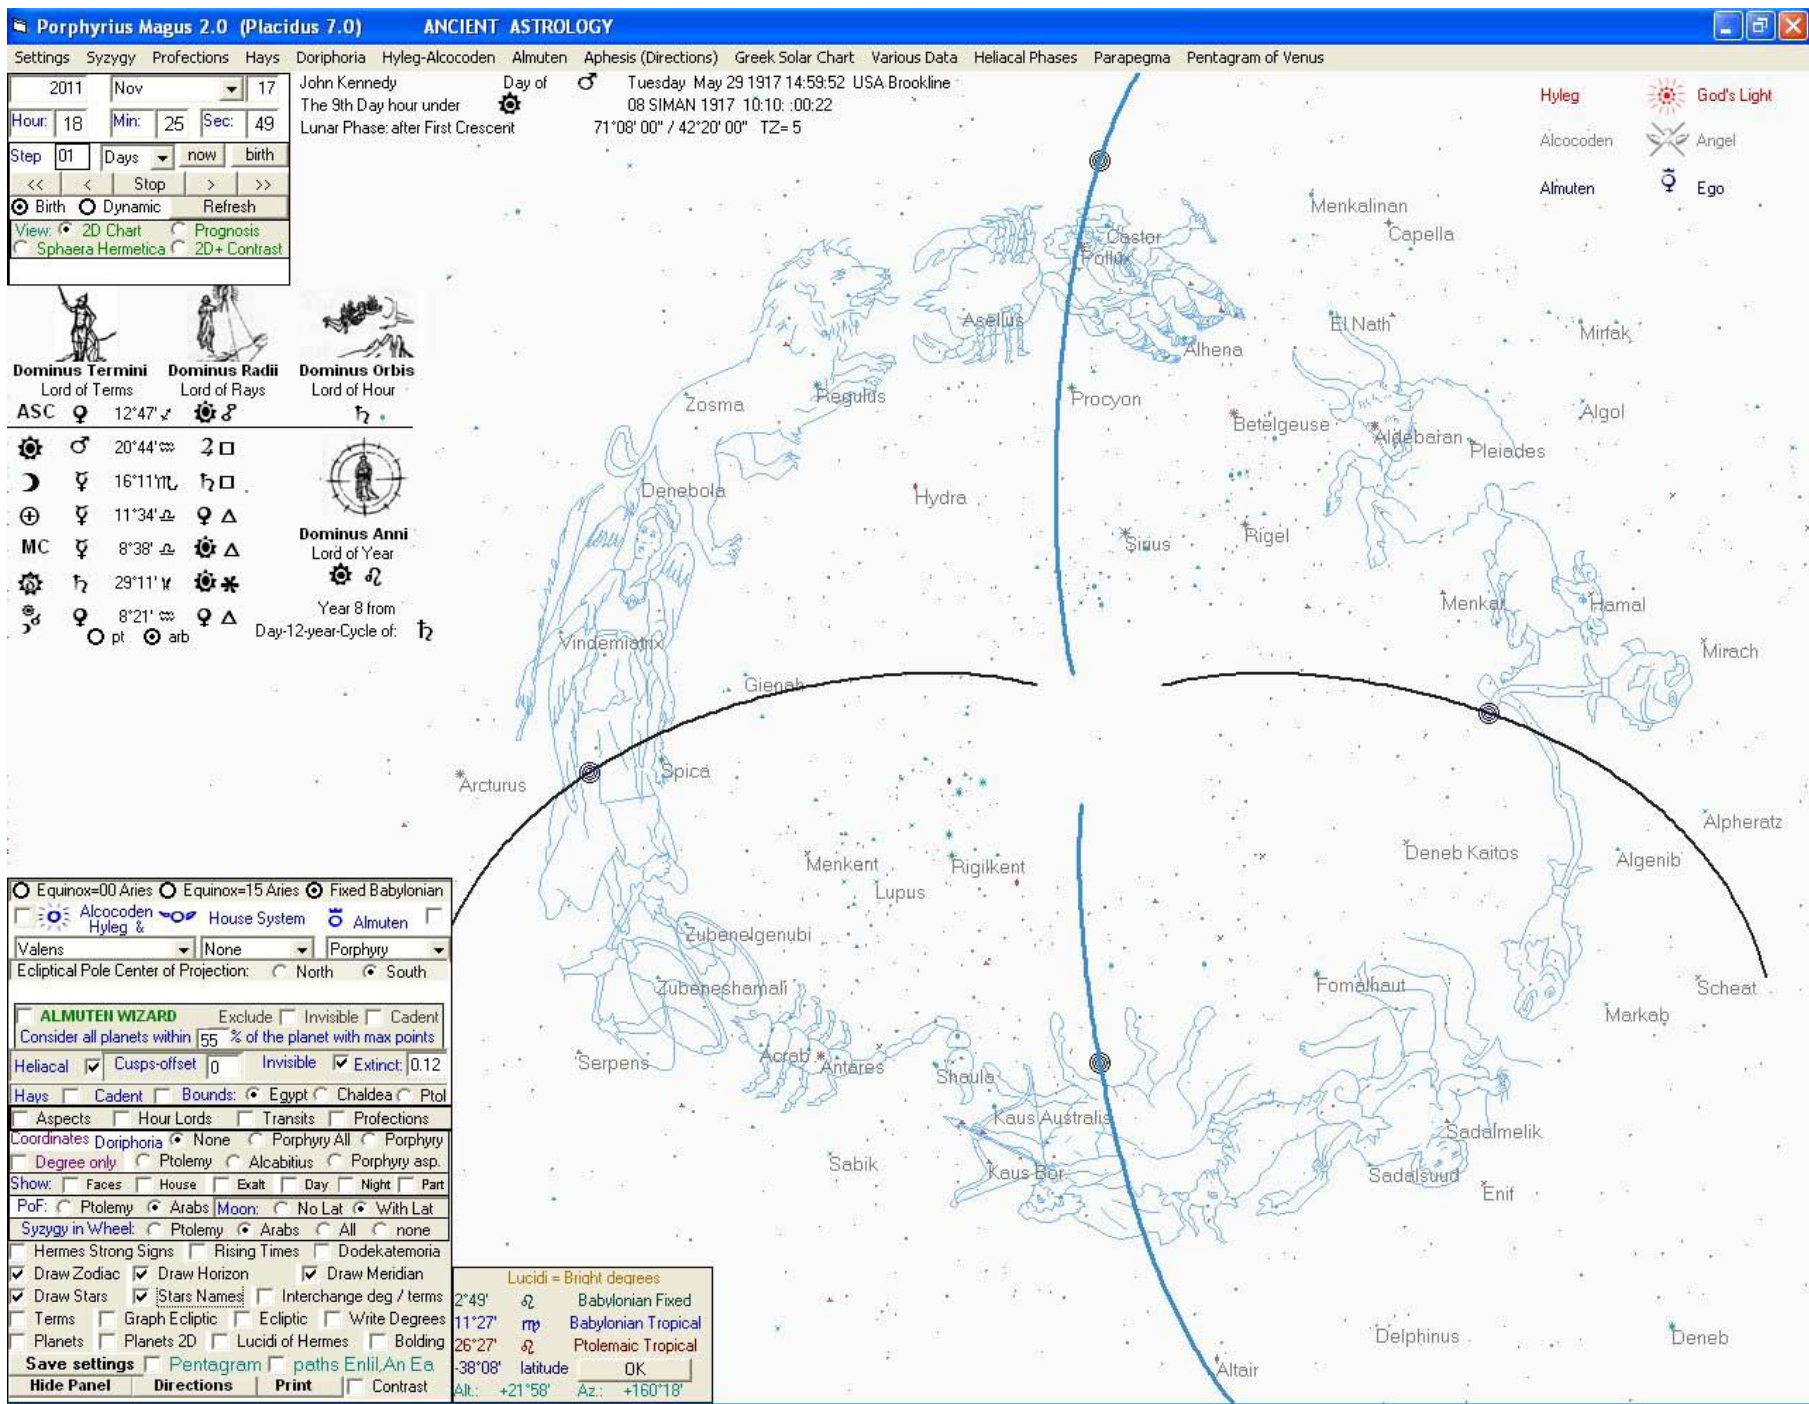 Porphyrius Magus 2.0 (Placidus 7.0) ANCIENT ASTROLOGY
Settings Syzygy Profections Hays Doriphoria Hyleg-Alcocoden Almuten Aphesis (Directions) Greek Solar Chart Various Data Heliacal Phases Parapegma Pentagram of Venus
2011 Nov 17
Hour: 18 Min: 25 Sec: 49
Step 01 Days now birth
<< < Stop > >>
Birth Dynamic Refresh
View: 2D Chart Prognosis
Sphaera Hermetica 2D+ Contrast
John Kennedy Day of ♂ Tuesday May 29 1917 14:59:52 USA Brookline
The 9th Day hour under 08 SIMAN 1917 10:10: :00:22
Lunar Phase: after First Crescent 71°08' 00" / 42°20' 00" TZ= 5
Hyleg God's Light
Alcocoden Angel
Almuten Ego
Dominus Termini Dominus Radii Dominus Orbis
Lord of Terms Lord of Rays Lord of Hour
ASC ♀ 12°47' ♐ ☍ ♄
♂ 20°44' ♒ ♃ □
☽ ☿ 16°11' ♏ ♄ □
⊕ ☿ 11°34' ♎ ♀ △
MC ☿ 8°38' ♎ △
♄ 29°11'
♀ 8°21' ♒ ♀ △
pt arb
Dominus Anni
Lord of Year
♌
Year 8 from
Day-12-year-Cycle of: ♄
Menkalinan
Capella
Castor
Pollux
Asellus
Alhena
El Nath
Mirfak
Zosma
Regulus
Procyon
Betelgeuse
Aldebaran
Pleiades
Algol
Denebola
Hydra
Sirius
Rigel
Menkar
Hamal
Vindemiatrix
Mirach
Gienah
Spica
Arcturus
Alpheratz
Menkent
Rigilkent
Lupus
Deneb Kaitos
Algenib
Zubenelgenubi
Zubeneshamali
Fomalhaut
Scheat
Markab
Serpens
Acrab
Antares
Shaula
Kaus Australis
Sadalmelik
Sabik
Kaus Bor
Sadalsuud
Enif
Delphinus
Deneb
Altair
Equinox=00 Aries Equinox=15 Aries Fixed Babylonian
Alcocoden House System Almuten
Hyleg &
Valens None Porphyry
Ecliptical Pole Center of Projection: North South
ALMUTEN WIZARD Exclude Invisible Cadent
Consider all planets within 55 % of the planet with max points
Heliacal Cusps-offset 0 Invisible Extinct: 0.12
Hays Cadent Bounds: Egypt Chaldea Ptol
Aspects Hour Lords Transits Profections
Coordinates Doriphoria None Porphyry All Porphyry
Degree only Ptolemy Alcabitius Porphyry asp.
Show: Faces House Exalt Day Night Part
PoF: Ptolemy Arabs Moon: No Lat With Lat
Syzygy in Wheel: Ptolemy Arabs All none
Hermes Strong Signs Rising Times Dodekatemoria
Draw Zodiac Draw Horizon Draw Meridian
Draw Stars Stars Names Interchange deg / terms
Terms Graph Ecliptic Ecliptic Write Degrees
Planets Planets 2D Lucidi of Hermes Bolding
Save settings Pentagram paths Enlil,An Ea
Hide Panel Directions Print Contrast
Lucidi = Bright degrees
2°49' ♌ Babylonian Fixed
11°27' ♍ Babylonian Tropical
26°27' ♌ Ptolemaic Tropical
-38°08' latitude OK
Alt.: +21°58' Az.: +160°18'